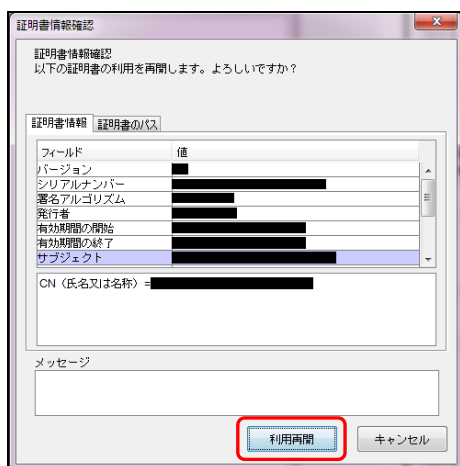 証明書情報確認
証明書情報確認
以下の証明書の利用を再開します。よろしいですか？
証明書情報 証明書のパス
フィールド 値
バージョン
シリアルナンバー
署名アルゴリズム
発行者
有効期間の開始
有効期間の終了
サブジェクト
CN（氏名又は名称）=
メッセージ
利用再開 キャンセル